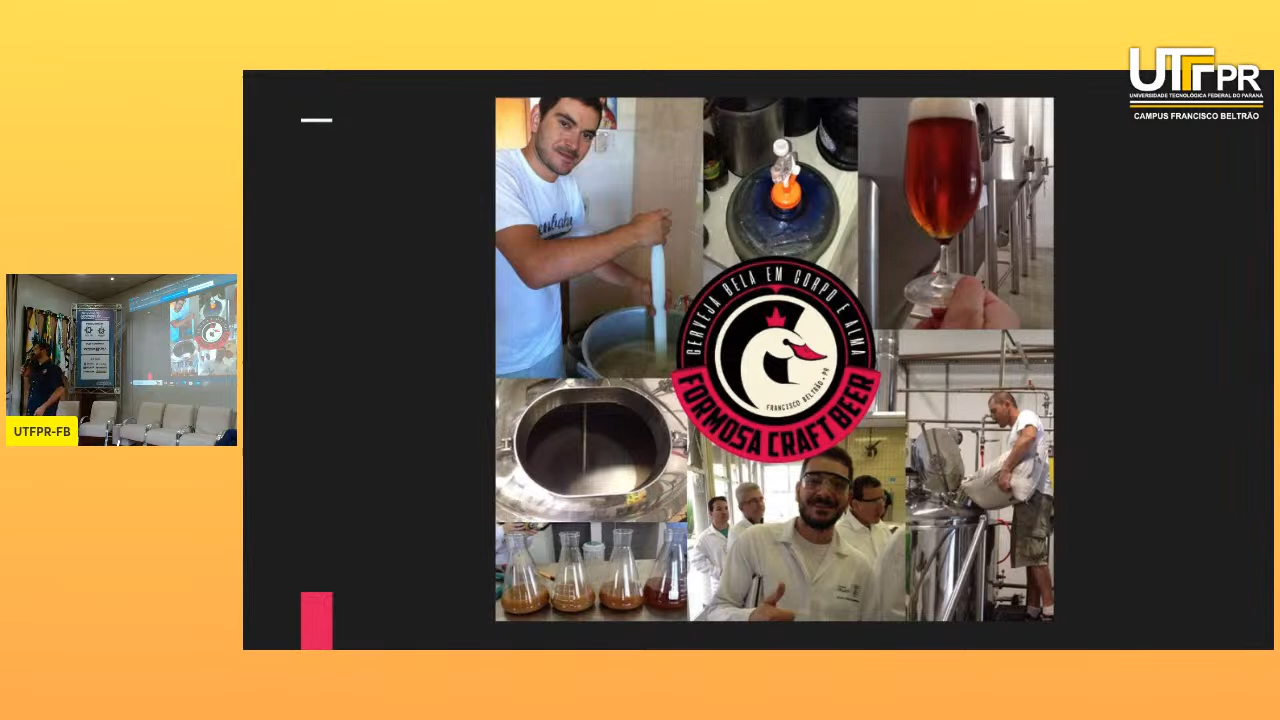 UTFPR
UNIVERSIDADE TECNOLÓGICA FEDERAL DO PARANÁ
CAMPUS FRANCISCO BELTRÃO
CERVEJA BELA EM CORPO E ALMA
FRANCISCO BELTRÃO - PR
FORMOSA CRAFT BEER
UTFPR-FB